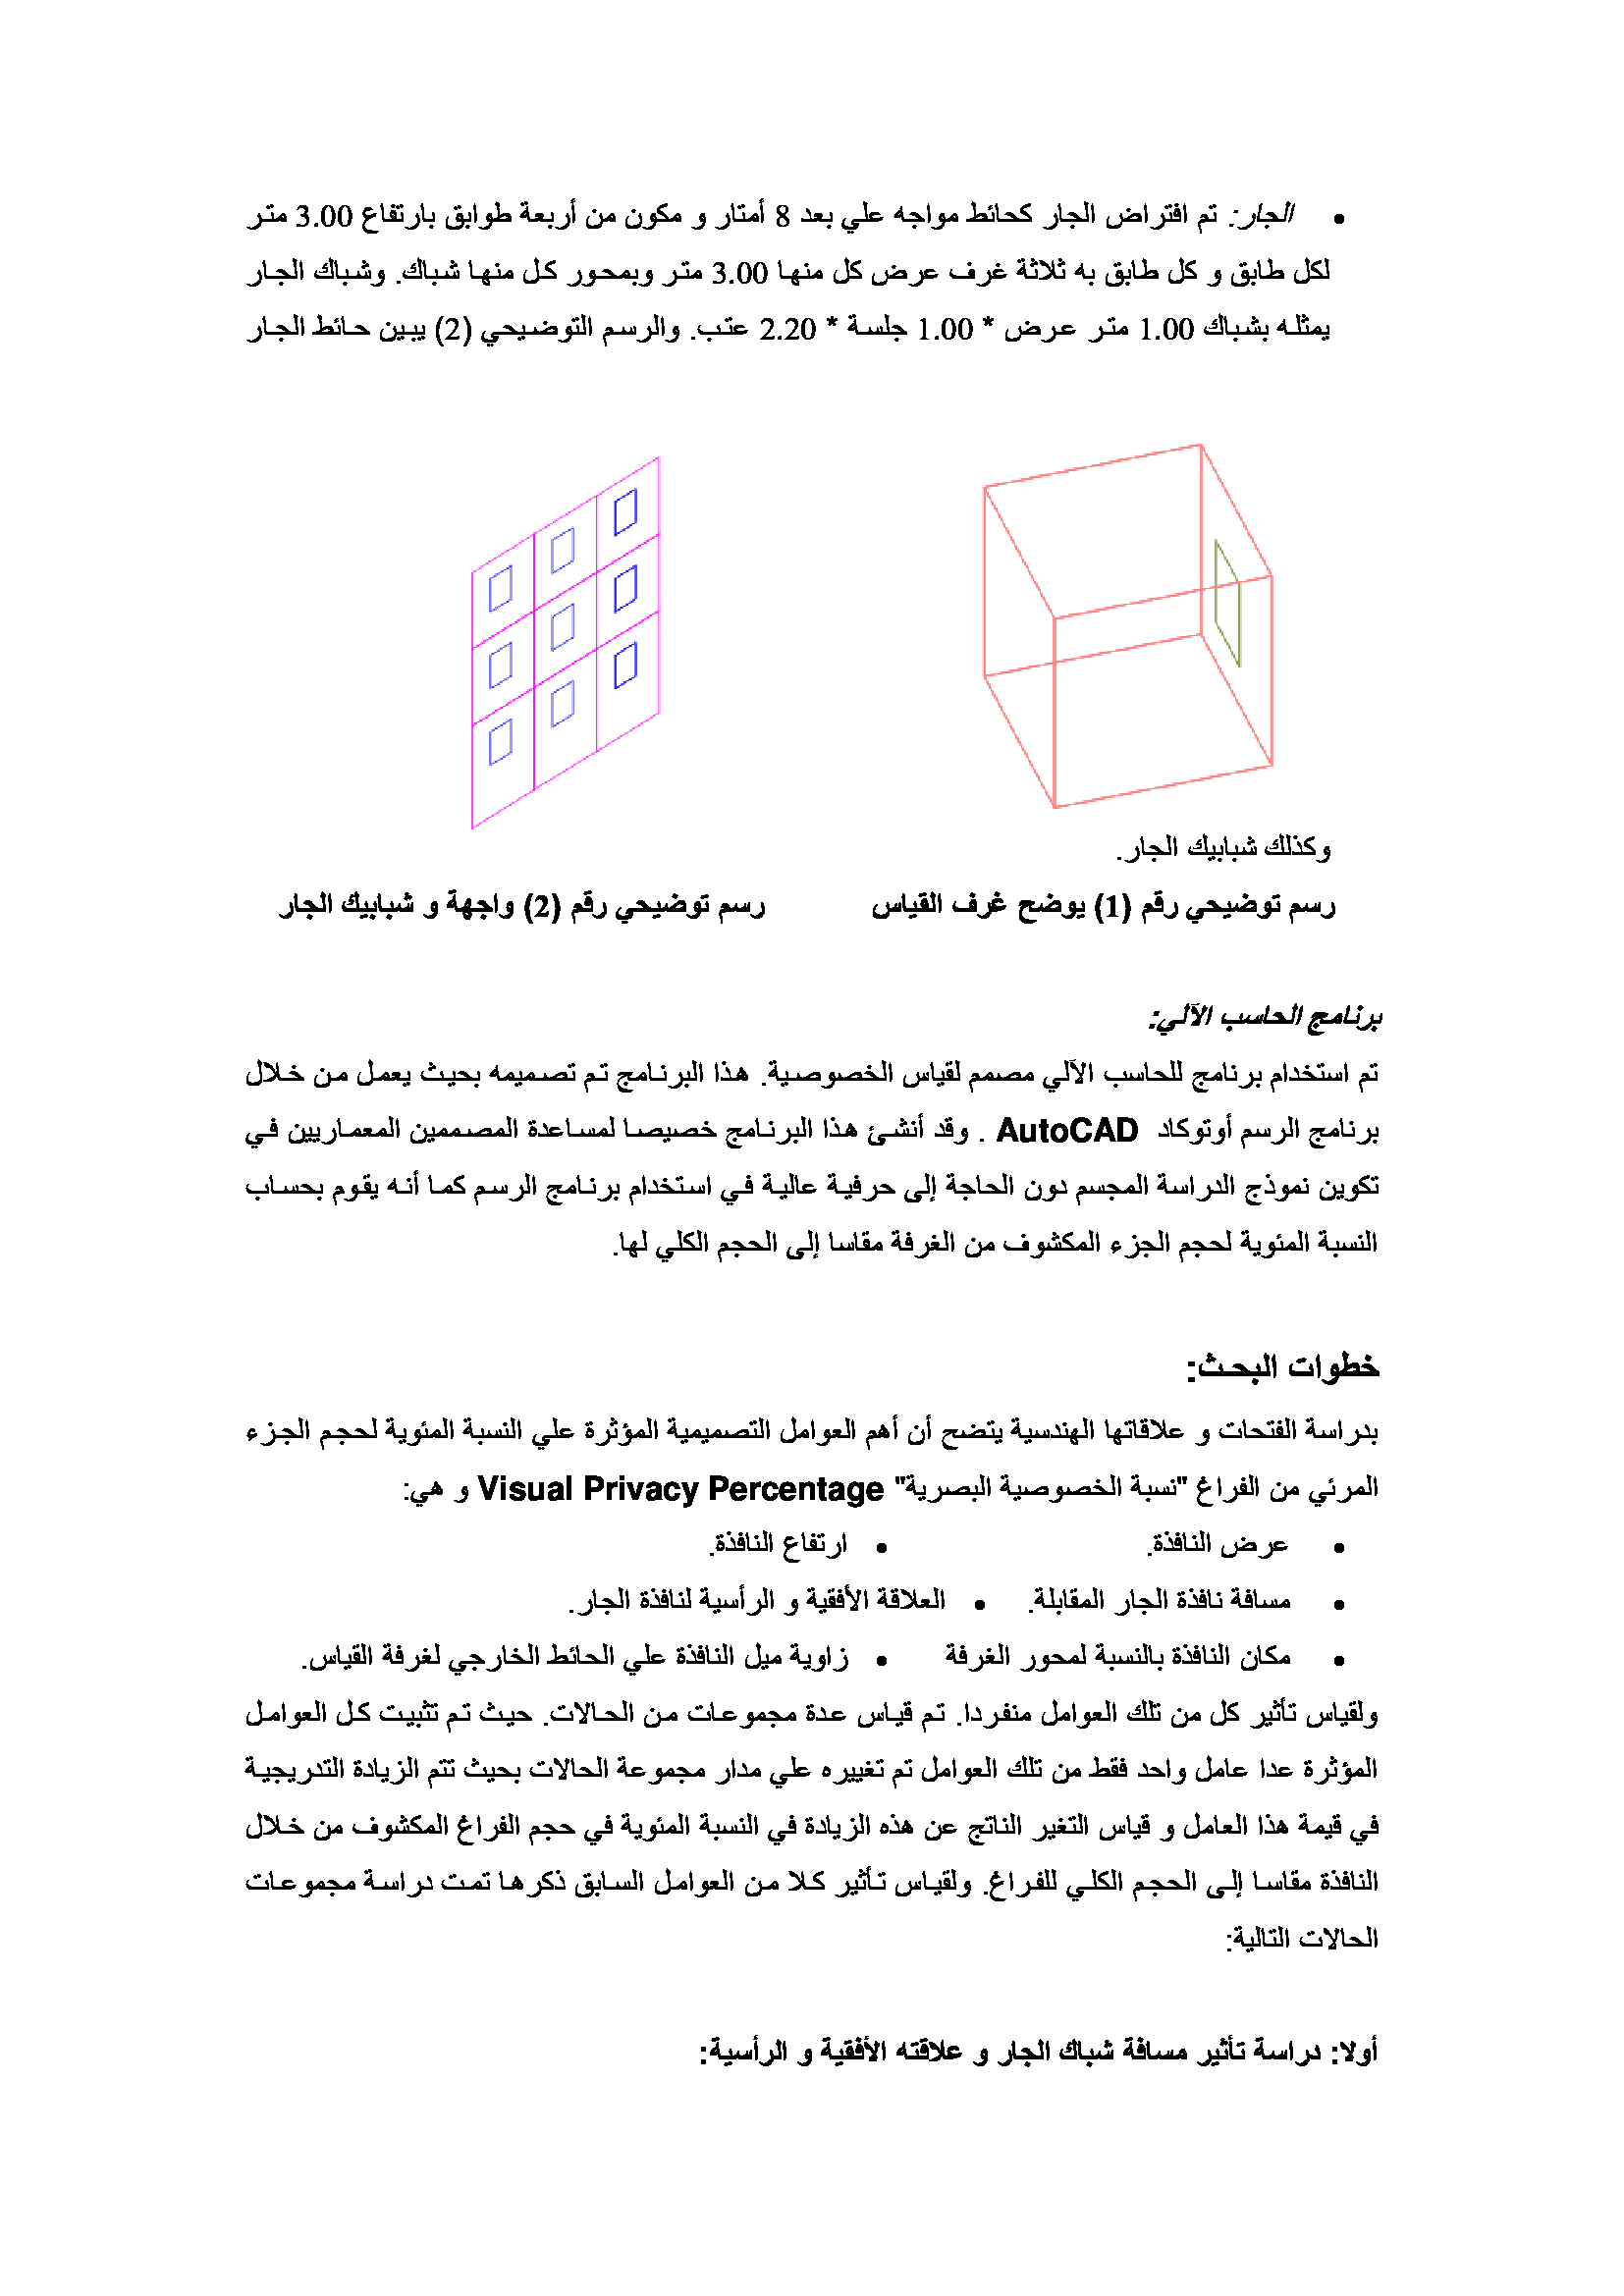 • الجار: تم افتراض الجار كحائط مواجه علي بعد 8 أمتار و مكون من أربعة طوابق بارتفاع 3.00 متر
لكل طابق و كل طابق به ثلاثة غرف عرض كل منها 3.00 متر وبمحور كل منها شباك. وشباك الجار
يمثله بشباك 1.00 متر عرض * 1.00 جلسة * 2.20 عتب. والرسم التوضيحي (2) يبين حائط الجار
وكذلك شبابيك الجار.
رسم توضيحي رقم (1) يوضح غرف القياس رسم توضيحي رقم (2) واجهة و شبابيك الجار
برنامج الحاسب الآلي:
تم استخدام برنامج للحاسب الآلي مصمم لقياس الخصوصية. هذا البرنامج تم تصميمه بحيث يعمل من خلال
برنامج الرسم أوتوكاد AutoCAD . وقد أنشئ هذا البرنامج خصيصا لمساعدة المصممين المعماريين في
تكوين نموذج الدراسة المجسم دون الحاجة إلى حرفية عالية في استخدام برنامج الرسم كما أنه يقوم بحساب
النسبة المئوية لحجم الجزء المكشوف من الغرفة مقاسا إلى الحجم الكلي لها.
خطوات البحث:
بدراسة الفتحات و علاقاتها الهندسية يتضح أن أهم العوامل التصميمية المؤثرة علي النسبة المئوية لحجم الجزء
المرئي من الفراغ "نسبة الخصوصية البصرية" Visual Privacy Percentage و هي:
• عرض النافذة. • ارتفاع النافذة.
• مسافة نافذة الجار المقابلة. • العلاقة الأفقية و الرأسية لنافذة الجار.
• مكان النافذة بالنسبة لمحور الغرفة • زاوية ميل النافذة علي الحائط الخارجي لغرفة القياس.
ولقياس تأثير كل من تلك العوامل منفردا. تم قياس عدة مجموعات من الحالات. حيث تم تثبيت كل العوامل
المؤثرة عدا عامل واحد فقط من تلك العوامل تم تغييره علي مدار مجموعة الحالات بحيث تتم الزيادة التدريجية
في قيمة هذا العامل و قياس التغير الناتج عن هذه الزيادة في النسبة المئوية في حجم الفراغ المكشوف من خلال
النافذة مقاسا إلى الحجم الكلي للفراغ. ولقياس تأثير كلا من العوامل السابق ذكرها تمت دراسة مجموعات
الحالات التالية:
أولا: دراسة تأثير مسافة شباك الجار و علاقته الأفقية و الرأسية: